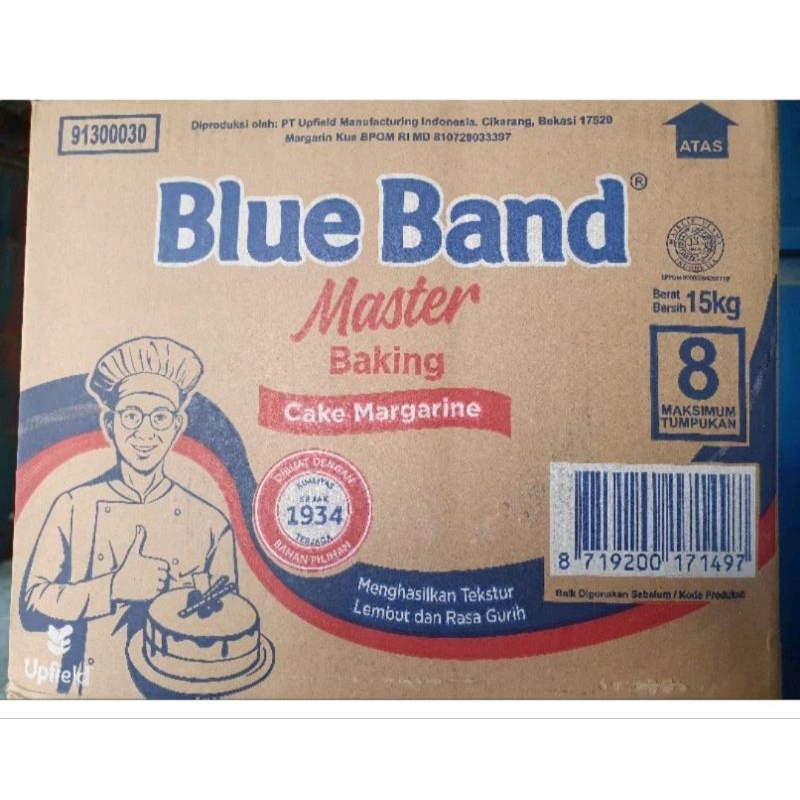 91300030
Diproduksi oleh: PT Upfield Manufacturing Indonesia. Cikarang, Bekasi 17520
Margarin Kue BPOM RI MD 810728033397
ATAS
Blue Band®
Master
Baking
Cake Margarine
INDONESIA
Berat
Bersih 15kg
8
MAKSIMUM
TUMPUKAN
DIBUAT DENGAN
KUALITAS
SEJAK
1934
TERJAGA
BAHAN PILIHAN
8 719200 171497
Baik Digunakan Sebelum / Kode Produksi
Menghasilkan Tekstur
Lembut dan Rasa Gurih
Upfield